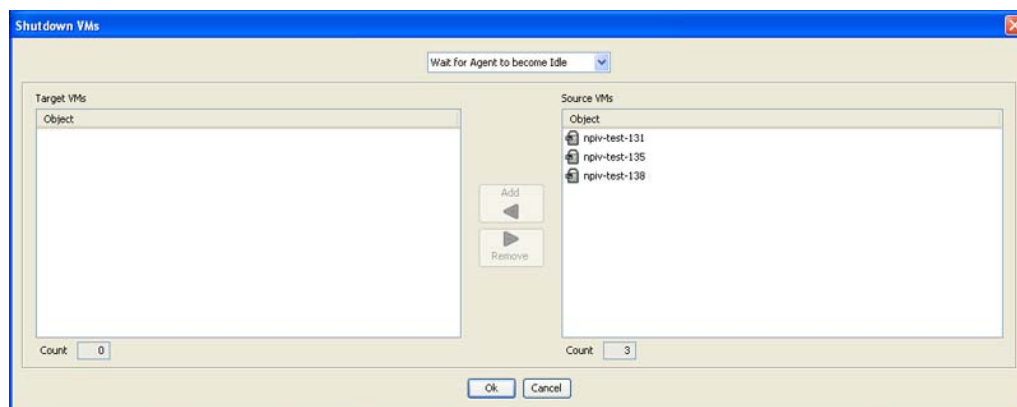 Shutdown VMs
Wait for Agent to become Idle
Target VMs
Source VMs
Object
Object
npiv-test-131
npiv-test-135
npiv-test-138
Add
Remove
Count 0
Count 3
Ok
Cancel